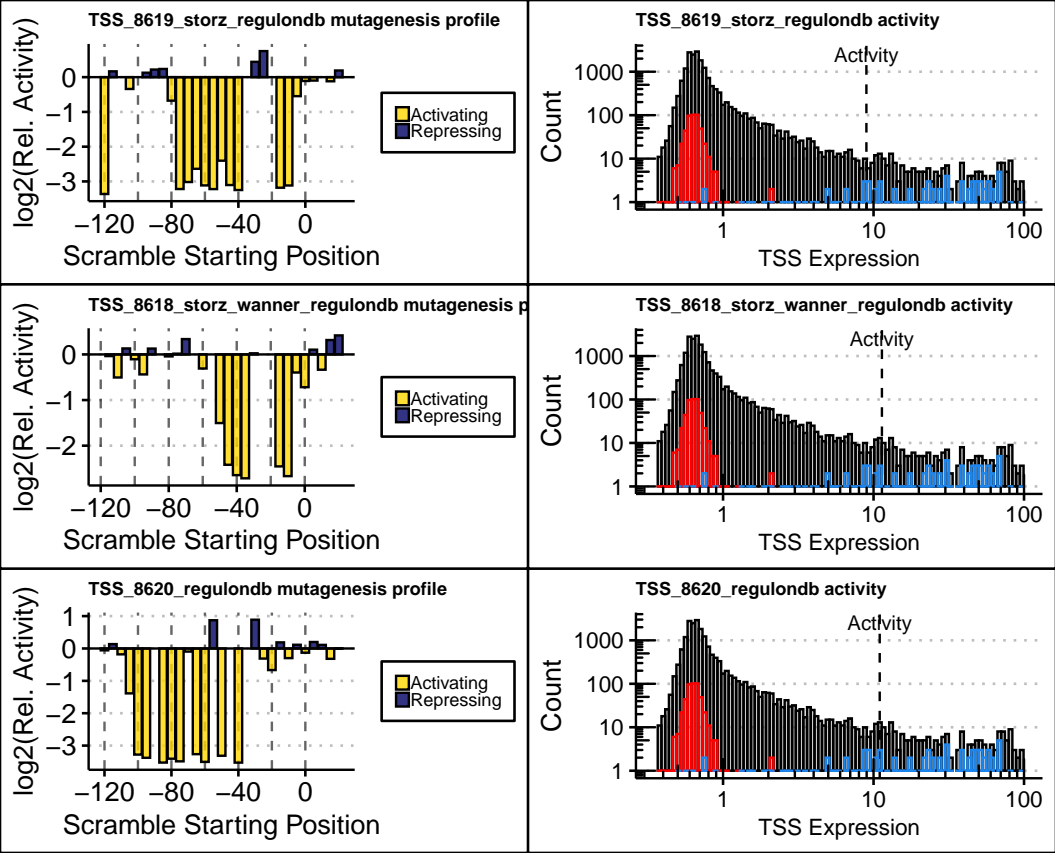 TSS_8619_storz_regulondb mutagenesis profile
log2(Rel. Activity)
0
−1
−2
−3
−120 −80 −40 0
Scramble Starting Position
Activating
Repressing
TSS_8619_storz_regulondb activity
Activity
Count
1000
100
10
1
1 10 100
TSS Expression
TSS_8618_storz_wanner_regulondb mutagenesis p
log2(Rel. Activity)
0
−1
−2
−120 −80 −40 0
Scramble Starting Position
Activating
Repressing
TSS_8618_storz_wanner_regulondb activity
Activity
Count
1000
100
10
1
1 10 100
TSS Expression
TSS_8620_regulondb mutagenesis profile
log2(Rel. Activity)
1
0
−1
−2
−3
−120 −80 −40 0
Scramble Starting Position
Activating
Repressing
TSS_8620_regulondb activity
Activity
Count
1000
100
10
1
1 10 100
TSS Expression